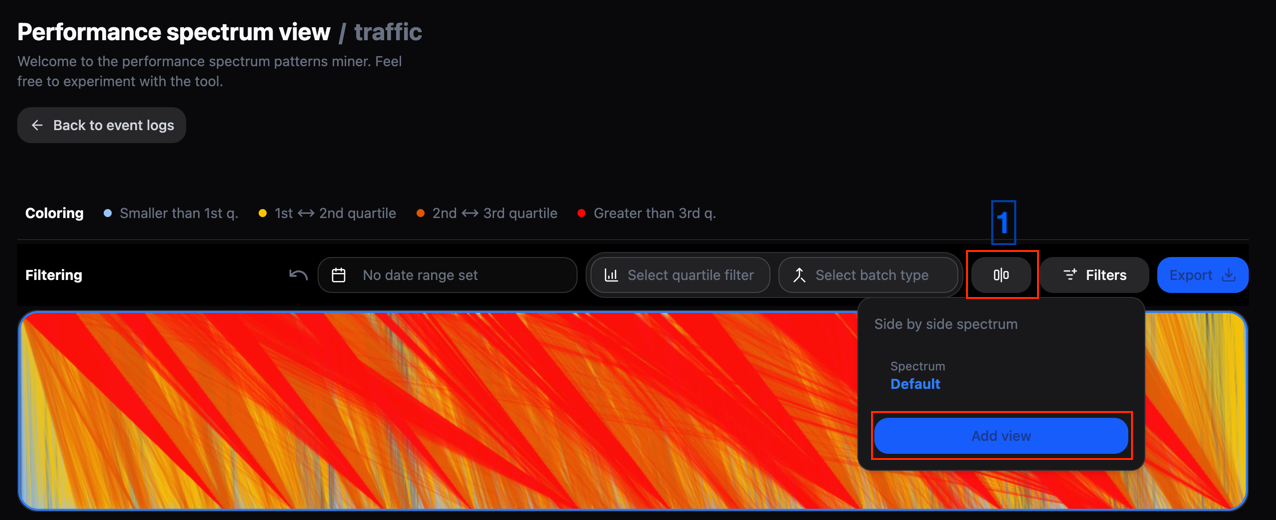 Performance spectrum view / traffic
Welcome to the performance spectrum patterns miner. Feel
free to experiment with the tool.
Back to event logs
Coloring Smaller than 1st q. 1st <-> 2nd quartile 2nd <-> 3rd quartile Greater than 3rd q.
1
Filtering No date range set Select quartile filter Select batch type Filters Export
Side by side spectrum
Spectrum
Default
Add view